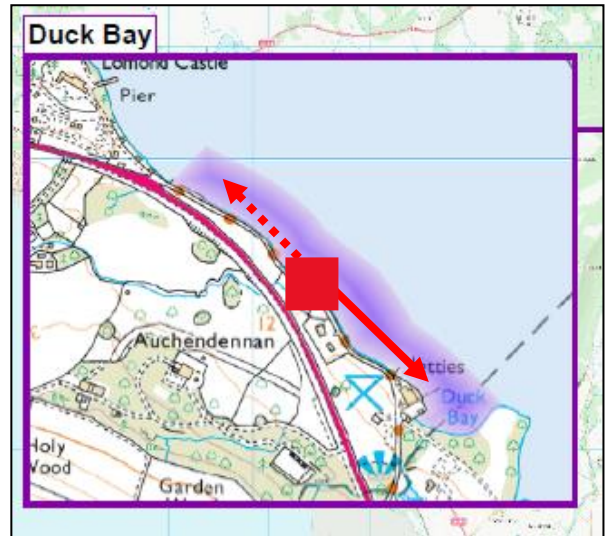 Duck Bay
Lomond Castle
Pier
12
Auchendennan
Jetties
Duck
Bay
Holy
Wood
Garden